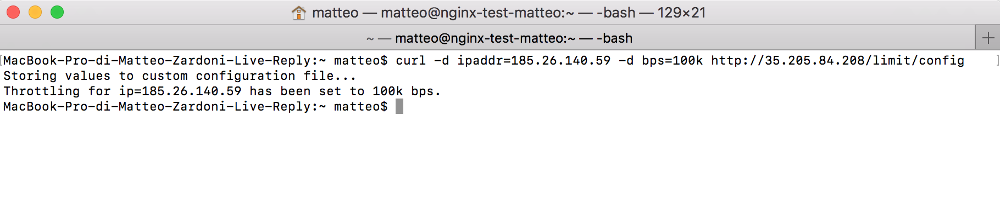 matteo — matteo@nginx-test-matteo:~ — -bash — 129×21
~ — matteo@nginx-test-matteo:~ — -bash
[MacBook-Pro-di-Matteo-Zardoni-Live-Reply:~ matteo$ curl -d ipaddr=185.26.140.59 -d bps=100k http://35.205.84.208/limit/config ]
Storing values to custom configuration file...
Throttling for ip=185.26.140.59 has been set to 100k bps.
MacBook-Pro-di-Matteo-Zardoni-Live-Reply:~ matteo$